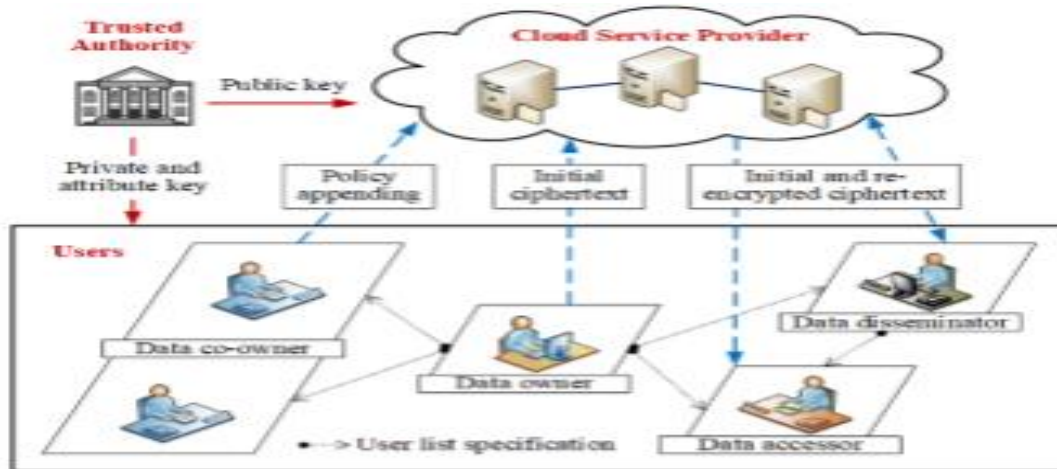 Trusted
Authority
Cloud Service Provider
Public key
Private and
attribute key
Policy
appending
Initial
ciphertext
Initial and re-
encrypted ciphertext
Users
Data co-owner
Data owner
Data disseminator
Data accessor
User list specification